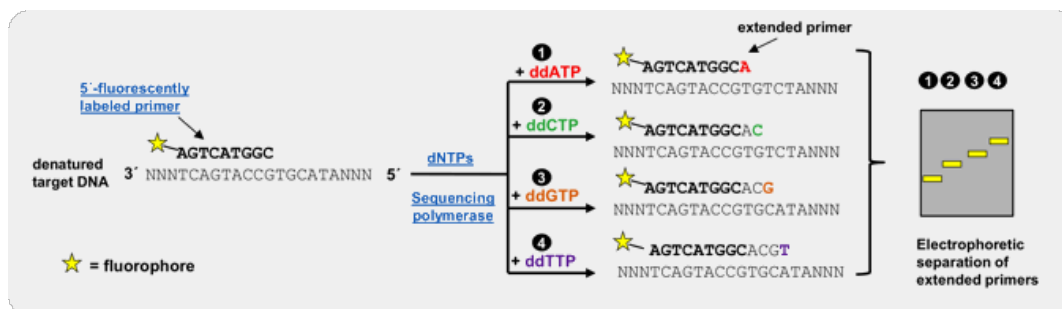 5´-fluorescently
labeled primer
AGTCATGGC
denatured
target DNA
3´ NNNTCAGTACCGTGCATANNN 5´
= fluorophore
dNTPs
Sequencing
polymerase
1
+ ddATP
2
+ ddCTP
3
+ ddGTP
4
+ ddTTP
extended primer
AGTCATGGCA
NNNTCAGTACCGTGTCTANNN
AGTCATGGCAC
NNNTCAGTACCGTGTCTANNN
AGTCATGGCACG
NNNTCAGTACCGTGCATANNN
AGTCATGGCACGT
NNNTCAGTACCGTGCATANNN
1 2 3 4
Electrophoretic
separation of
extended primers